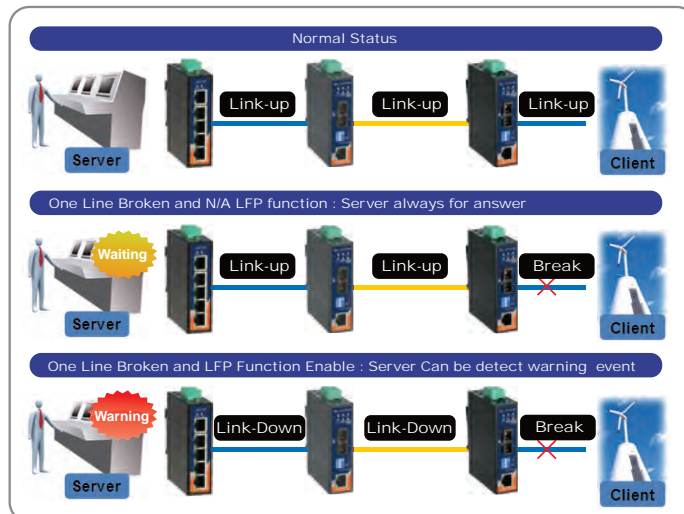 Normal Status
Link-up
Link-up
Link-up
Server
Client
One Line Broken and N/A LFP function : Server always for answer
Waiting
Link-up
Link-up
Break
Server
Client
One Line Broken and LFP Function Enable : Server Can be detect warning event
Warning
Link-Down
Link-Down
Break
Server
Client